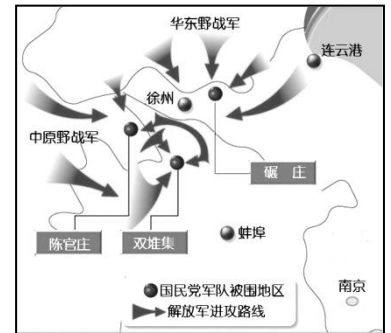 华东野战军
连云港
徐州
中原野战军
碾 庄
陈官庄
双堆集
蚌埠
南京
国民党军队被围地区
解放军进攻路线